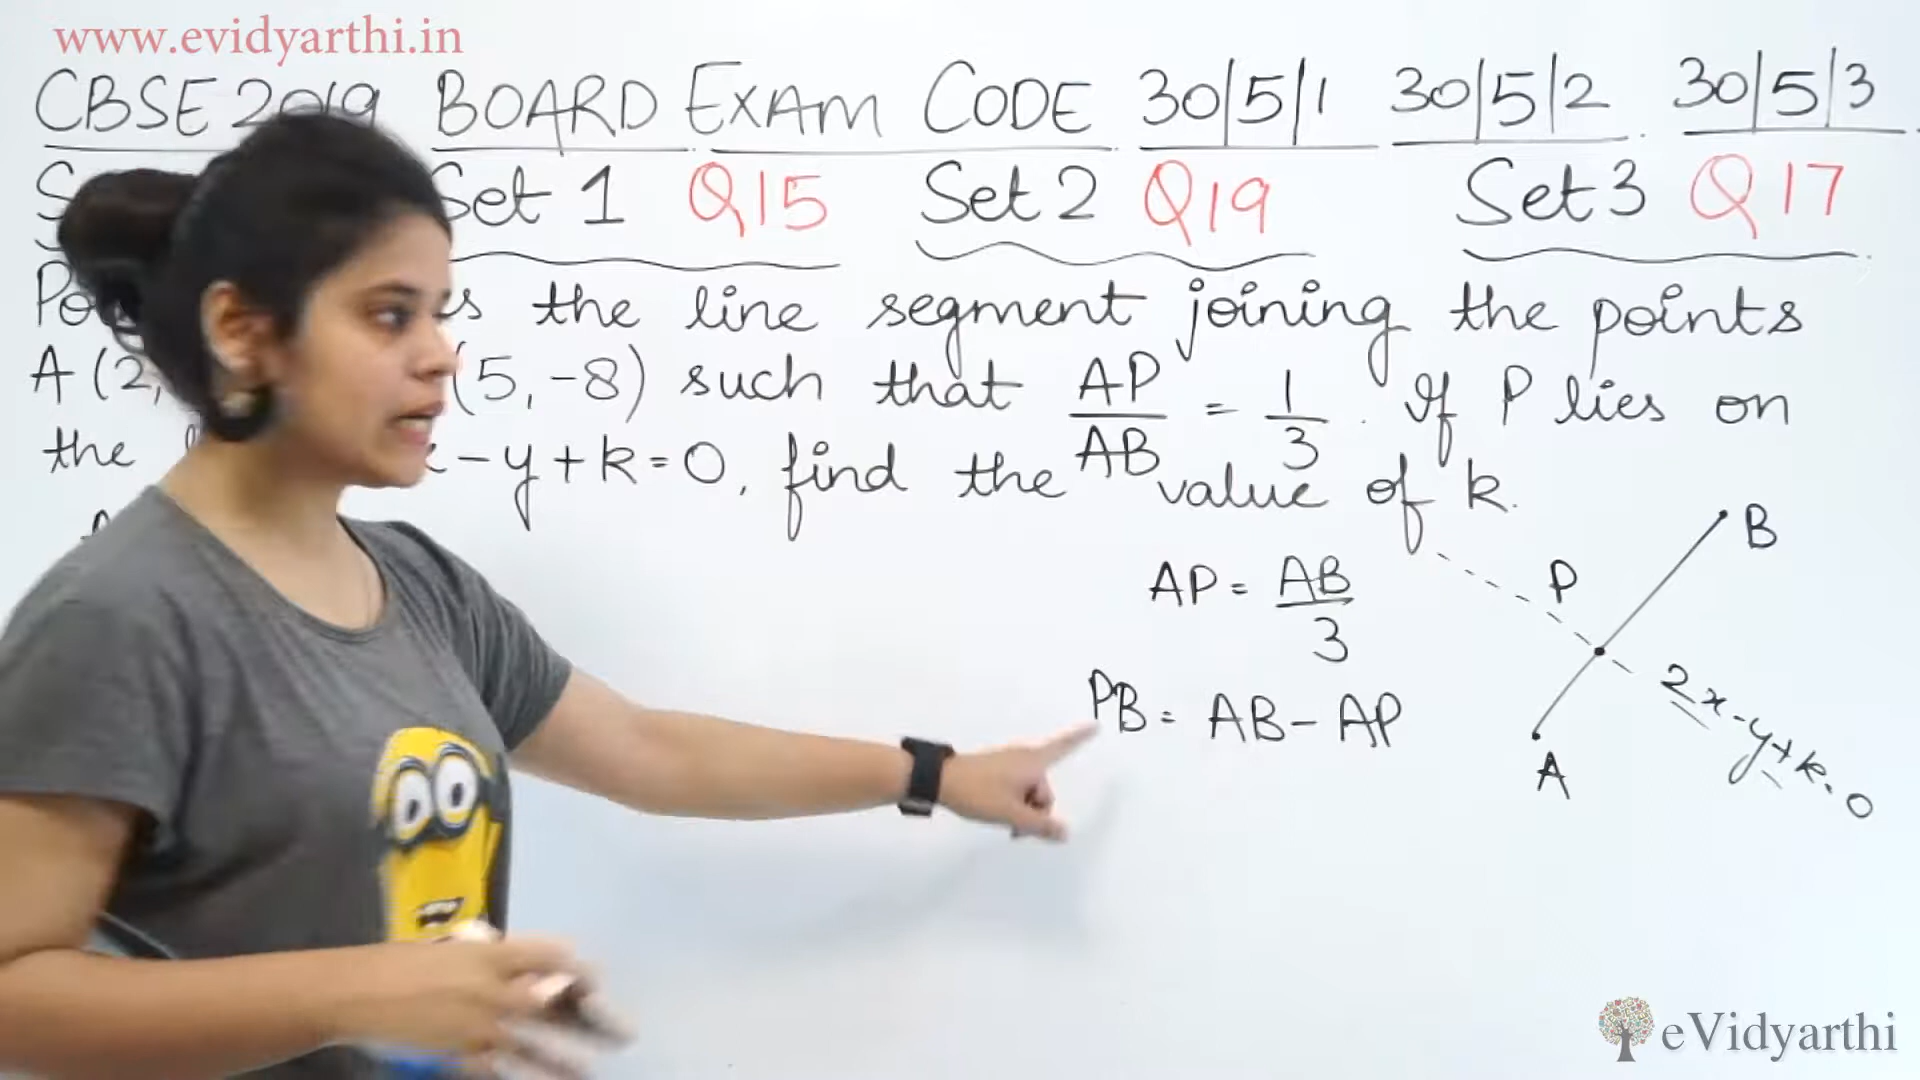 www.evidyarthi.in
CBSE 2019 BOARD EXAM CODE 30/5/1 30/5/2 30/5/3
Set 1 Q15 Set 2 Q19 Set 3 Q17
the line segment joining the points
A (2, (5, -8) such that AP/AB = 1/3. If P lies on
the -y+k=0, find the value of k.
B
AP = AB/3
P
PB = AB - AP
2x-y+k=0
A
eVidyarthi